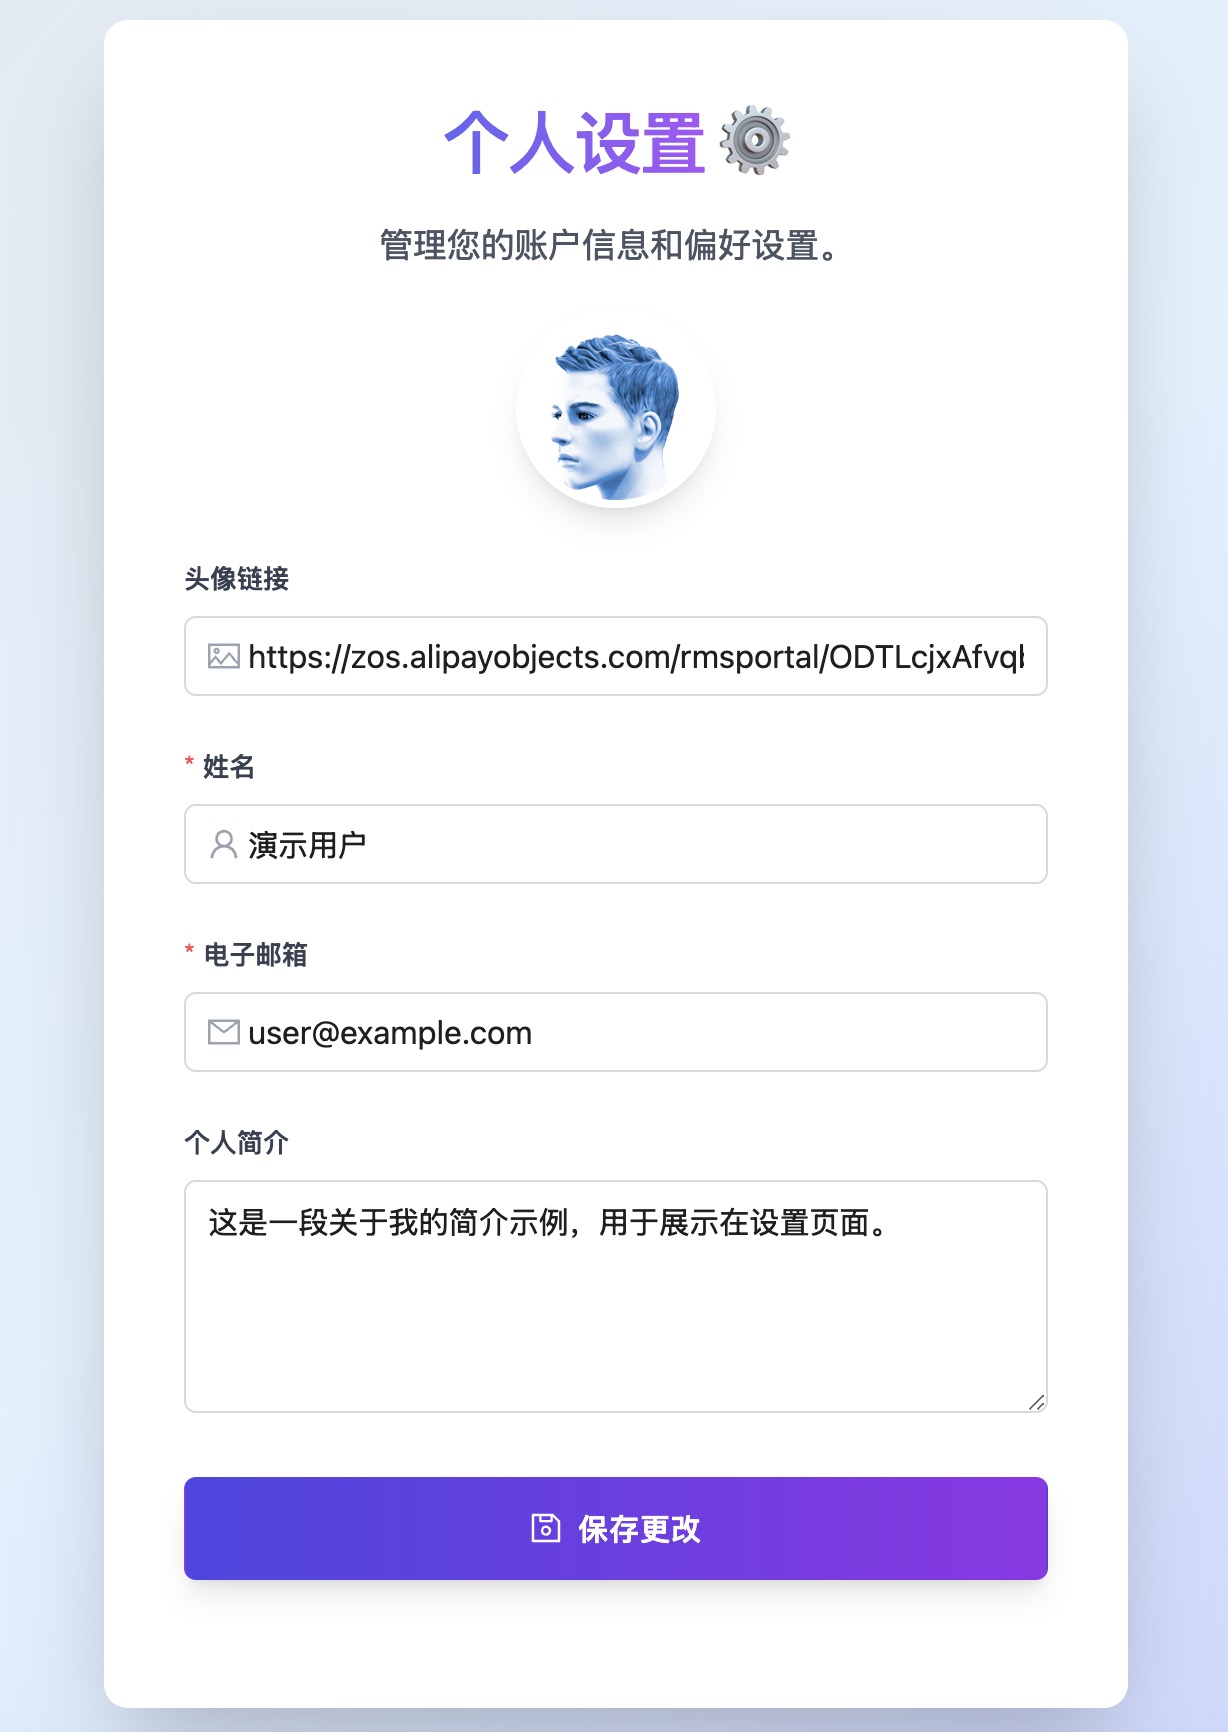 个人设置
管理您的账户信息和偏好设置。
头像链接
https://zos.alipayobjects.com/rmsportal/ODTLcjxAfvq
* 姓名
演示用户
* 电子邮箱
user@example.com
个人简介
这是一段关于我的简介示例，用于展示在设置页面。
保存更改